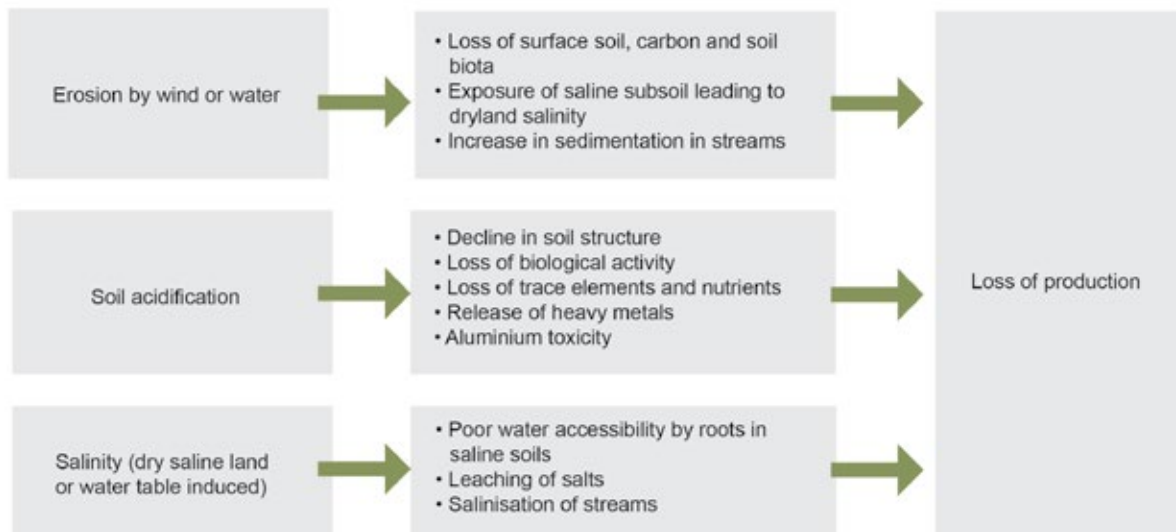 Erosion by wind or water
• Loss of surface soil, carbon and soil
biota
• Exposure of saline subsoil leading to
dryland salinity
• Increase in sedimentation in streams
Soil acidification
• Decline in soil structure
• Loss of biological activity
• Loss of trace elements and nutrients
• Release of heavy metals
• Aluminium toxicity
Salinity (dry saline land
or water table induced)
• Poor water accessibility by roots in
saline soils
• Leaching of salts
• Salinisation of streams
Loss of production